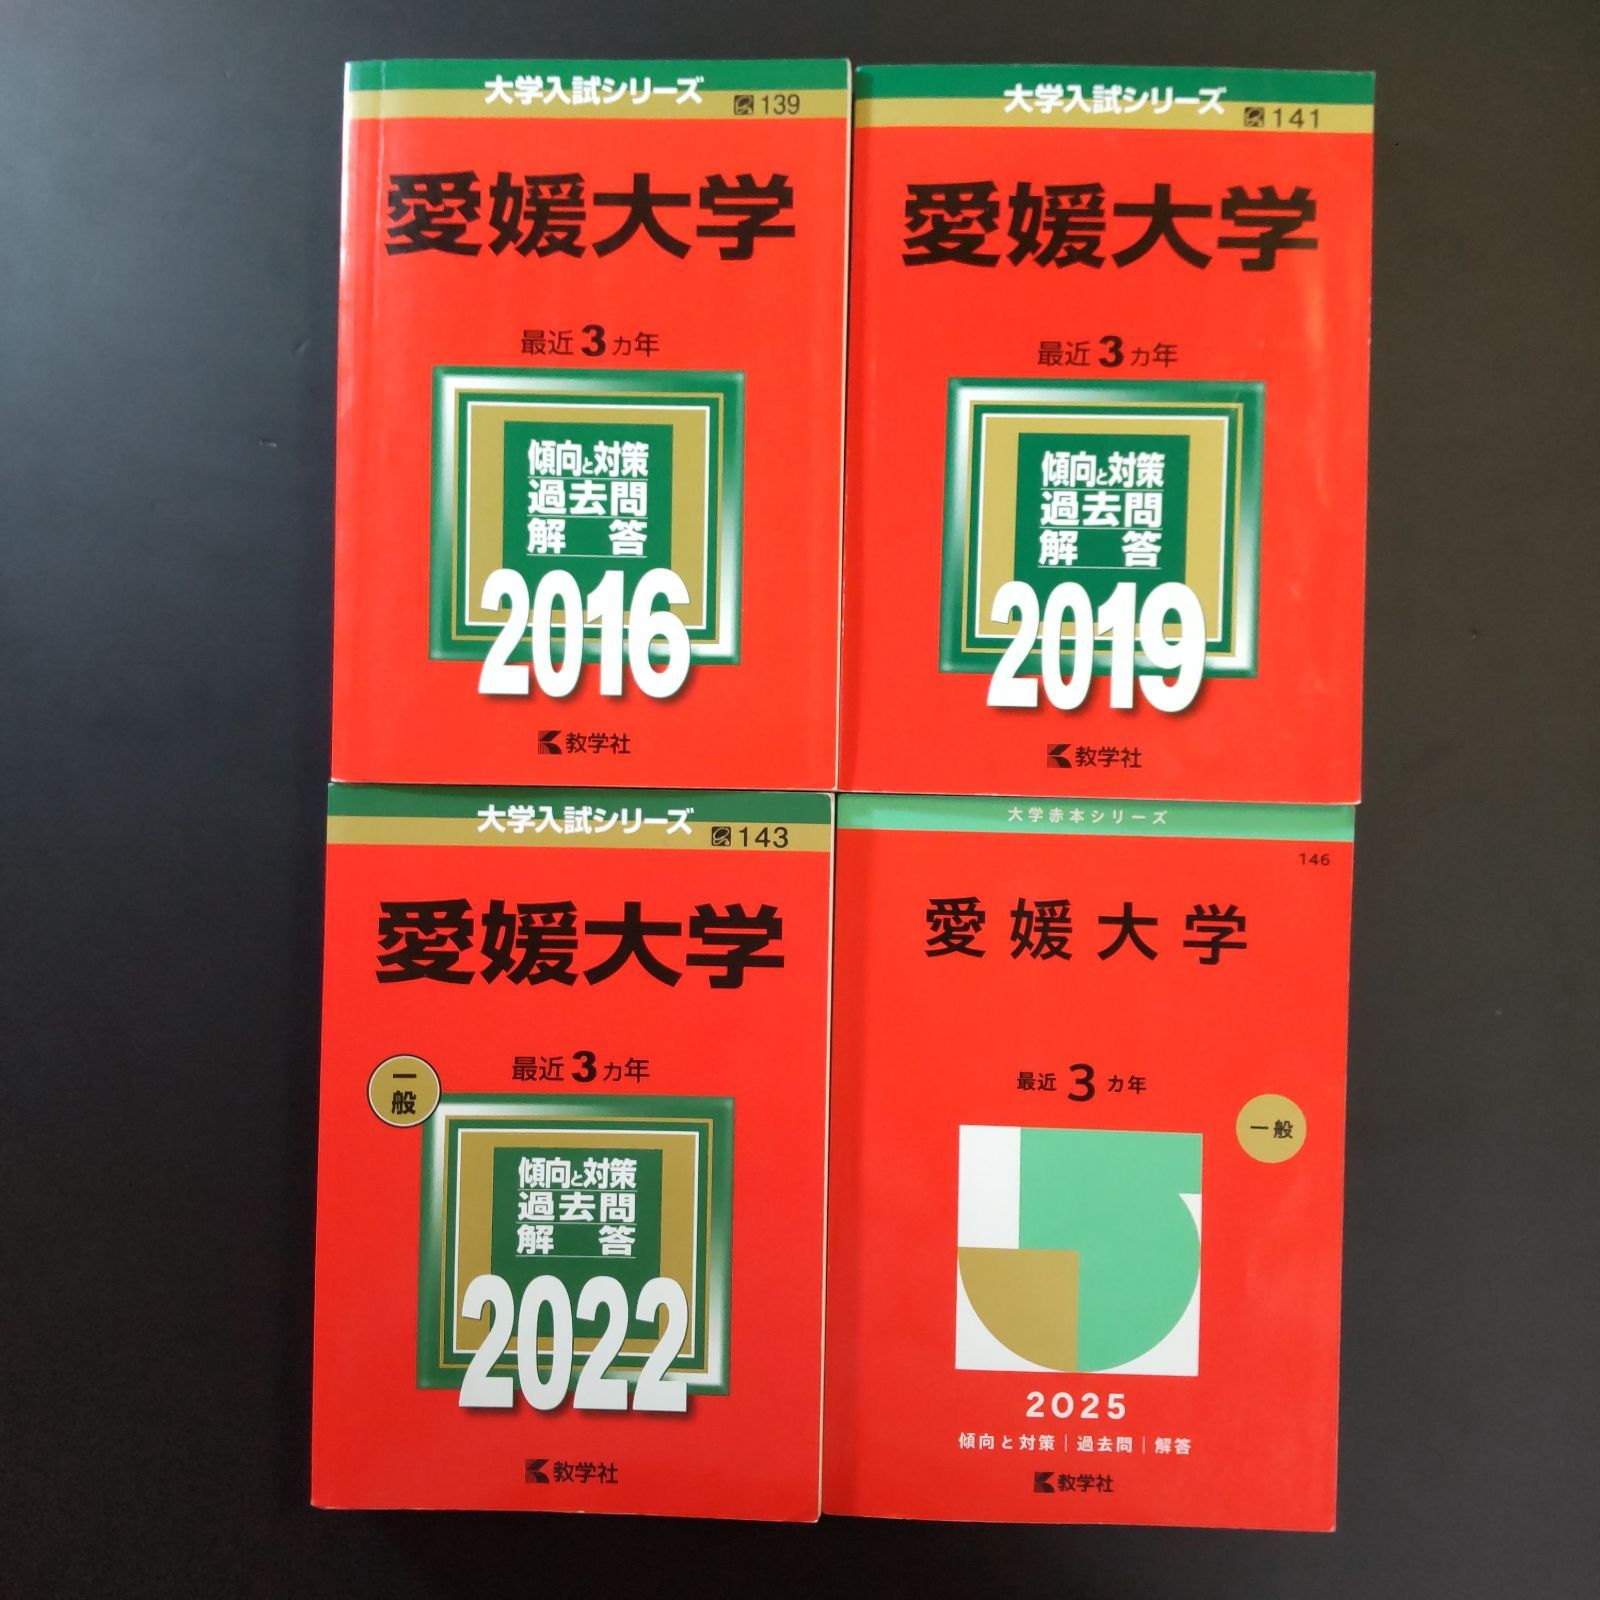 大学入試シリーズ
139
愛媛大学
最近3カ年
傾向と対策
過去問
解答
2016
教学社
大学入試シリーズ
141
愛媛大学
最近3カ年
傾向と対策
過去問
解答
2019
教学社
大学入試シリーズ
143
愛媛大学
最近3カ年
一般
傾向と対策
過去問
解答
2022
教学社
大学赤本シリーズ
146
愛媛大学
最近3カ年
一般
2025
傾向と対策|過去問|解答
教学社